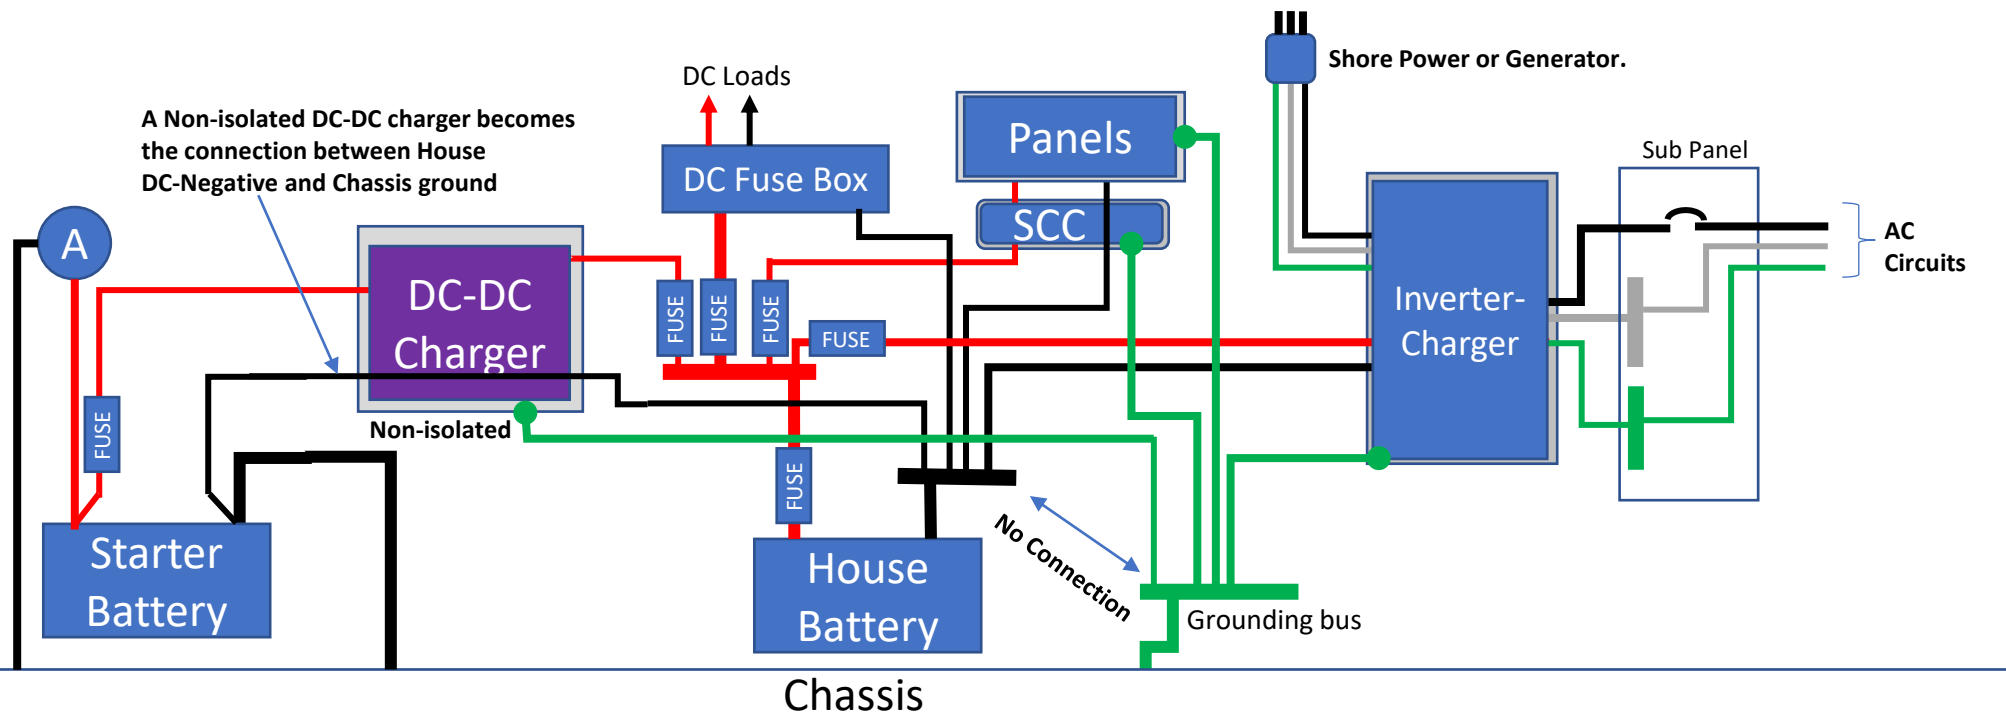 Shore Power or Generator.
DC Loads
A Non-isolated DC-DC charger becomes
the connection between House
DC-Negative and Chassis ground
Panels
Sub Panel
DC Fuse Box
SCC
A
AC
Circuits
DC-DC
Charger
FUSE
FUSE
FUSE
FUSE
Inverter-
Charger
FUSE
Non-isolated
FUSE
No Connection
Starter
Battery
House
Battery
Grounding bus
Chassis